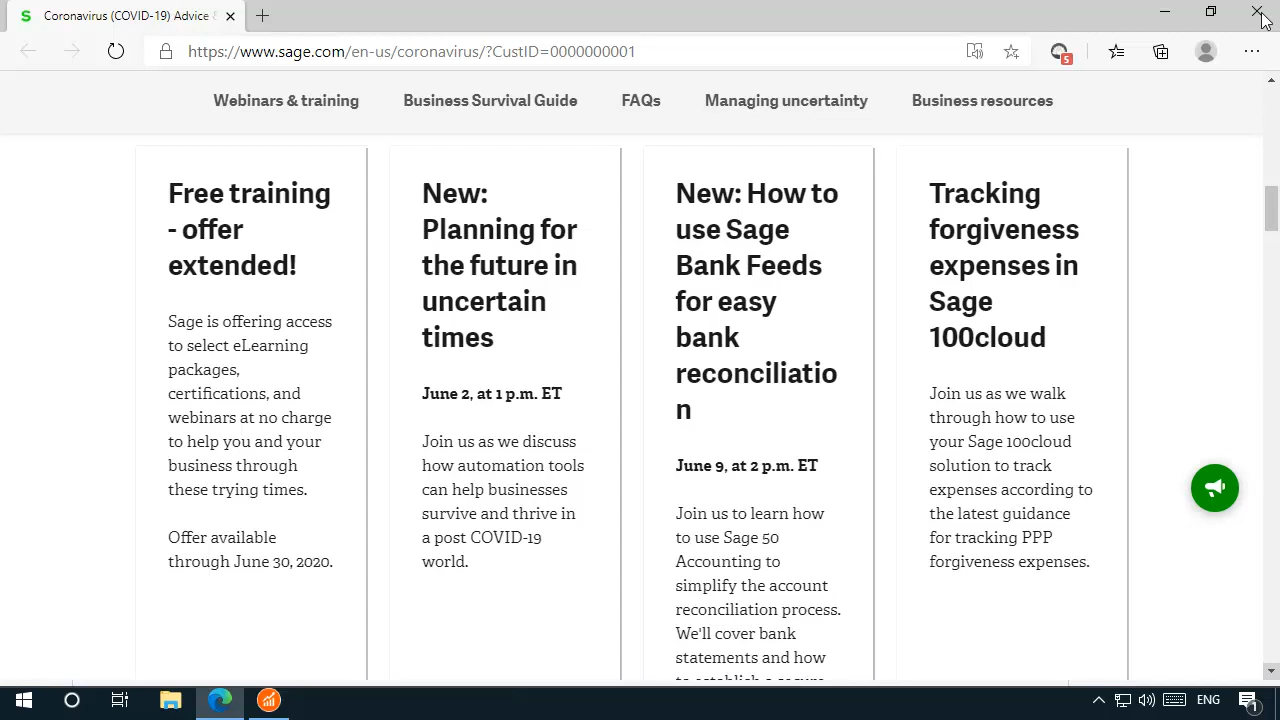 Coronavirus (COVID-19) Advice
https://www.sage.com/en-us/coronavirus/?CustID=0000000001
5
Webinars & training
Business Survival Guide
FAQs
Managing uncertainty
Business resources
Free training
- offer
extended!
Sage is offering access
to select eLearning
packages,
certifications, and
webinars at no charge
to help you and your
business through
these trying times.
Offer available
through June 30, 2020.
New:
Planning for
the future in
uncertain
times
June 2, at 1 p.m. ET
Join us as we discuss
how automation tools
can help businesses
survive and thrive in
a post COVID-19
world.
New: How to
use Sage
Bank Feeds
for easy
bank
reconciliatio
n
June 9, at 2 p.m. ET
Join us to learn how
to use Sage 50
Accounting to
simplify the account
reconciliation process.
We'll cover bank
statements and how
to establish a secure
Tracking
forgiveness
expenses in
Sage
100cloud
Join us as we walk
through how to use
your Sage 100cloud
solution to track
expenses according to
the latest guidance
for tracking PPP
forgiveness expenses.
ENG
1